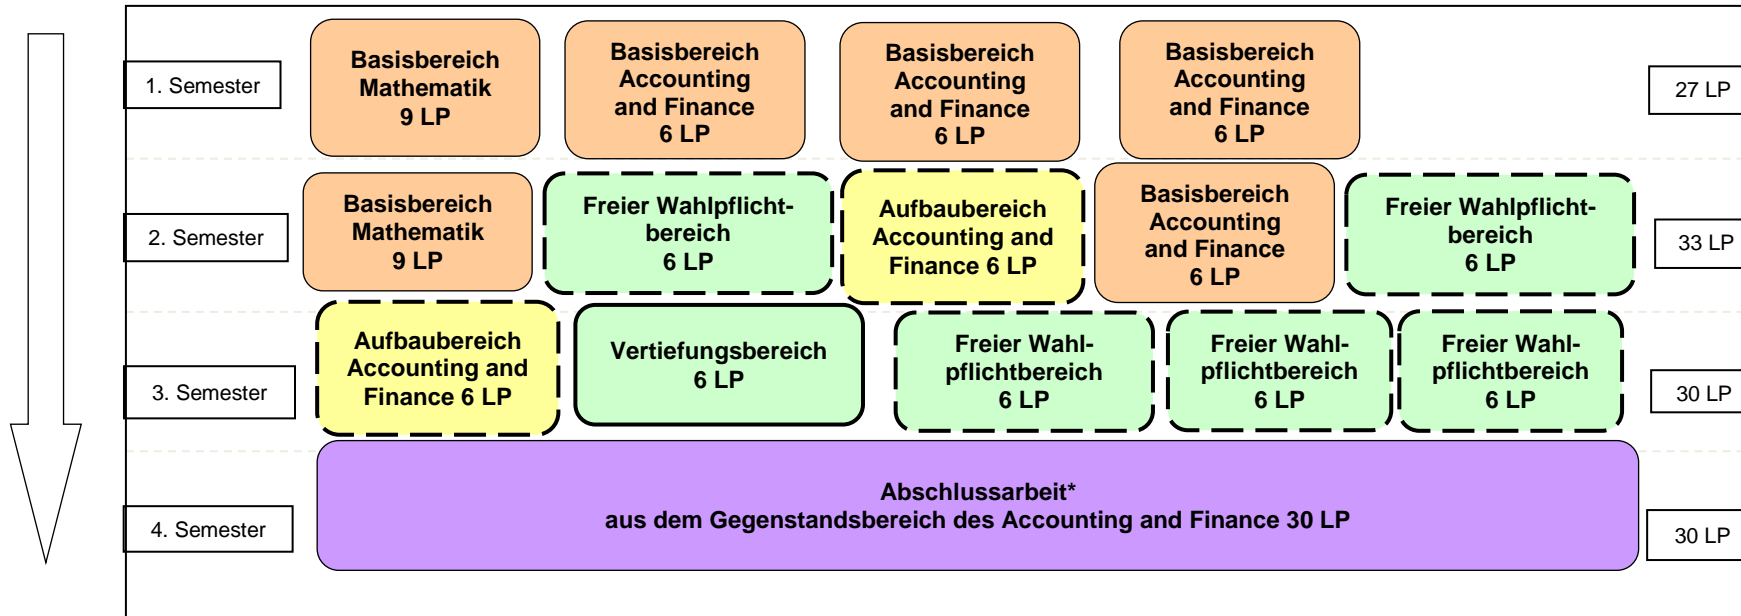 1. Semester
Basisbereich
Mathematik
9 LP
Basisbereich
Accounting
and Finance
6 LP
Basisbereich
Accounting
and Finance
6 LP
Basisbereich
Accounting
and Finance
6 LP
27 LP
2. Semester
Basisbereich
Mathematik
9 LP
Freier Wahlpflicht-
bereich
6 LP
Aufbaubereich
Accounting and
Finance 6 LP
Basisbereich
Accounting
and Finance
6 LP
Freier Wahlpflicht-
bereich
6 LP
33 LP
3. Semester
Aufbaubereich
Accounting and
Finance 6 LP
Vertiefungsbereich
6 LP
Freier Wahl-
pflichtbereich
6 LP
Freier Wahl-
pflichtbereich
6 LP
Freier Wahl-
pflichtbereich
6 LP
30 LP
4. Semester
Abschlussarbeit*
aus dem Gegenstandsbereich des Accounting and Finance 30 LP
30 LP